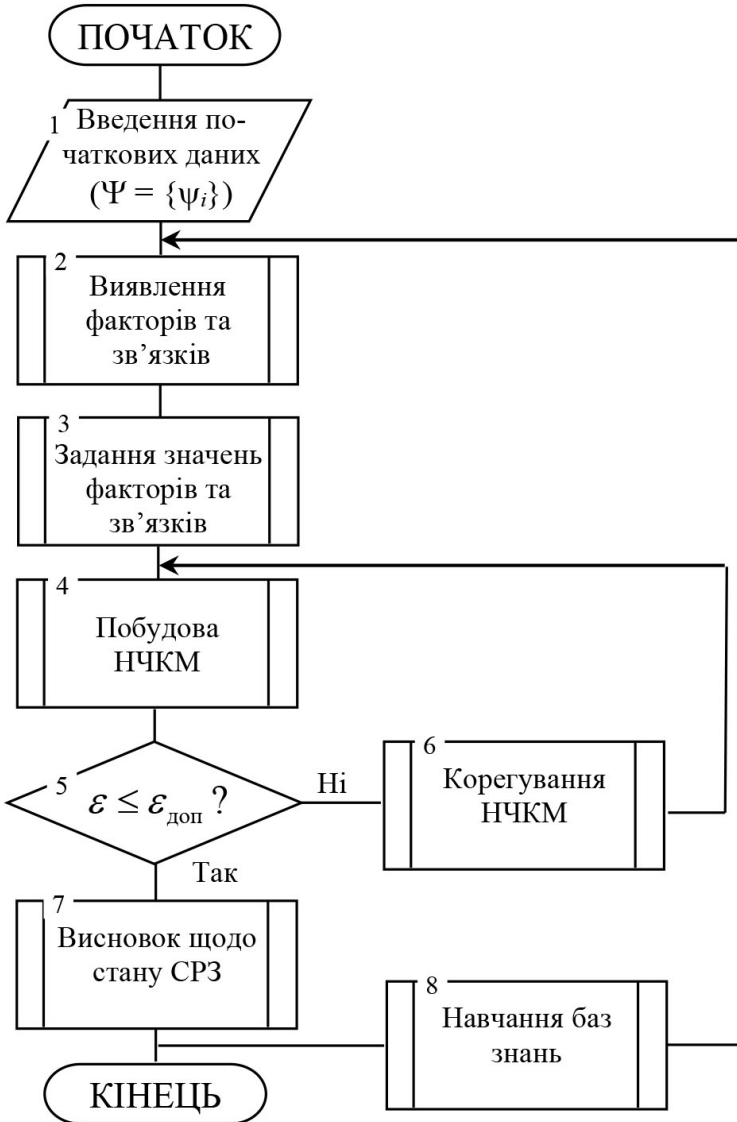 ПОЧАТОК
1
Введення по-
чаткових даних
(Ψ = {ψᵢ})
2
Виявлення
факторів та
зв’язків
3
Задання значень
факторів та
зв’язків
4
Побудова
НЧКМ
5
ε ≤ ε доп ?
Ні
6
Корегування
НЧКМ
Так
7
Висновок щодо
стану СРЗ
8
Навчання баз
знань
КІНЕЦЬ